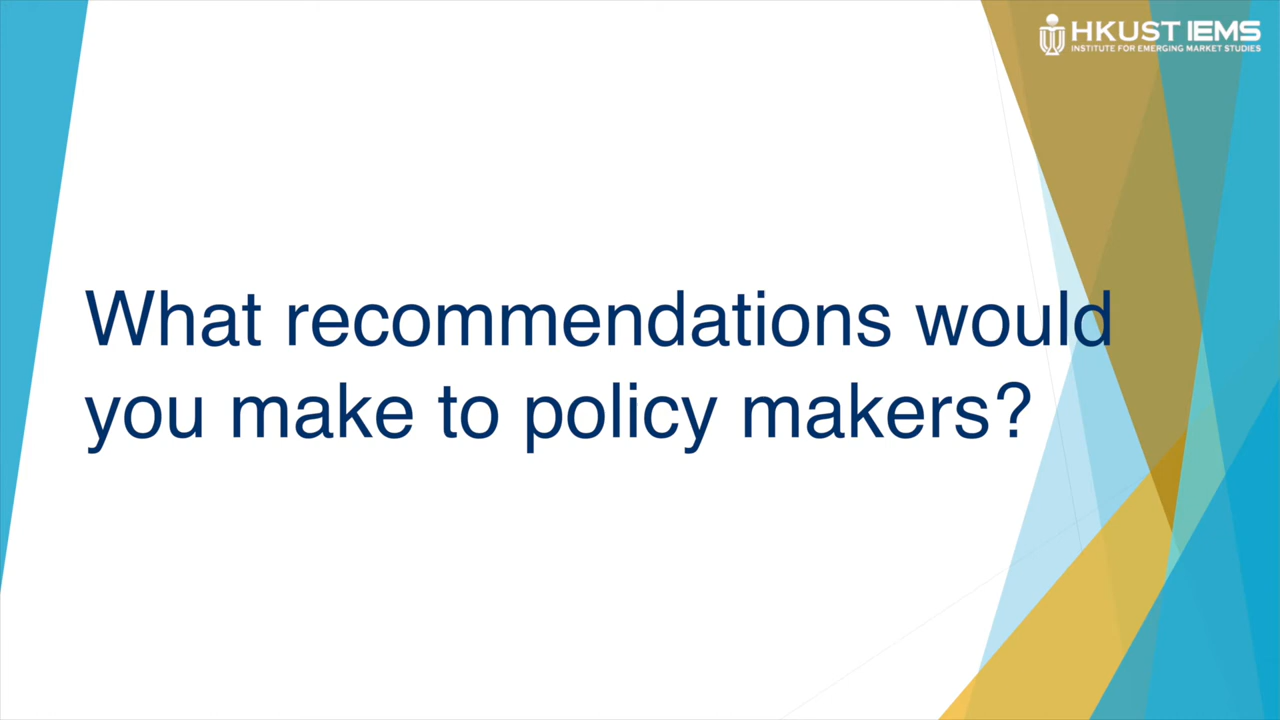 HKUST IEMS
INSTITUTE FOR EMERGING MARKET STUDIES
What recommendations would
you make to policy makers?